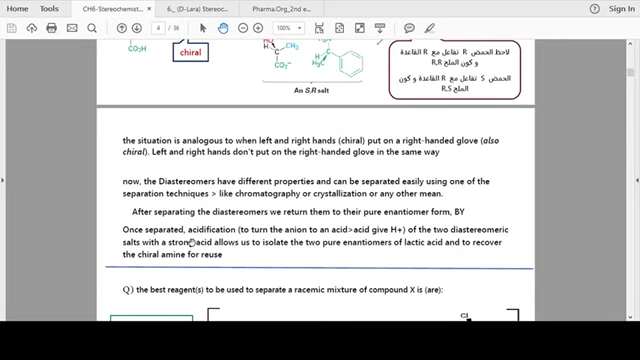 CH6-Stereochemist
6._ (D-Lara) Stereoc
Pharma.Org_2nd e
4 / 36
CO₂H
chiral
HO
H
CH₃
CO₂⁻
H₃C
H
An S,R salt
لاحظ الحمض R تفاعل مع R القاعدة
و كون الملح R,R
الحمض S تفاعل مع R القاعدة و كون
الملح R,S
the situation is analogous to when left and right hands (chiral) put on a right-handed glove (also
chiral). Left and right hands don't put on the right-handed glove in the same way
now, the Diastereomers have different properties and can be separated easily using one of the
separation techniques > like chromatography or crystallization or any other mean.
After separating the diastereomers we return them to their pure enantiomer form, BY
Once separated, acidification (to turn the anion to an acid>acid give H+) of the two diastereomeric
salts with a strong acid allows us to isolate the two pure enantiomers of lactic acid and to recover
the chiral amine for reuse
Q) the best reagent(s) to be used to separate a racemic mixture of compound X is (are):
Cl